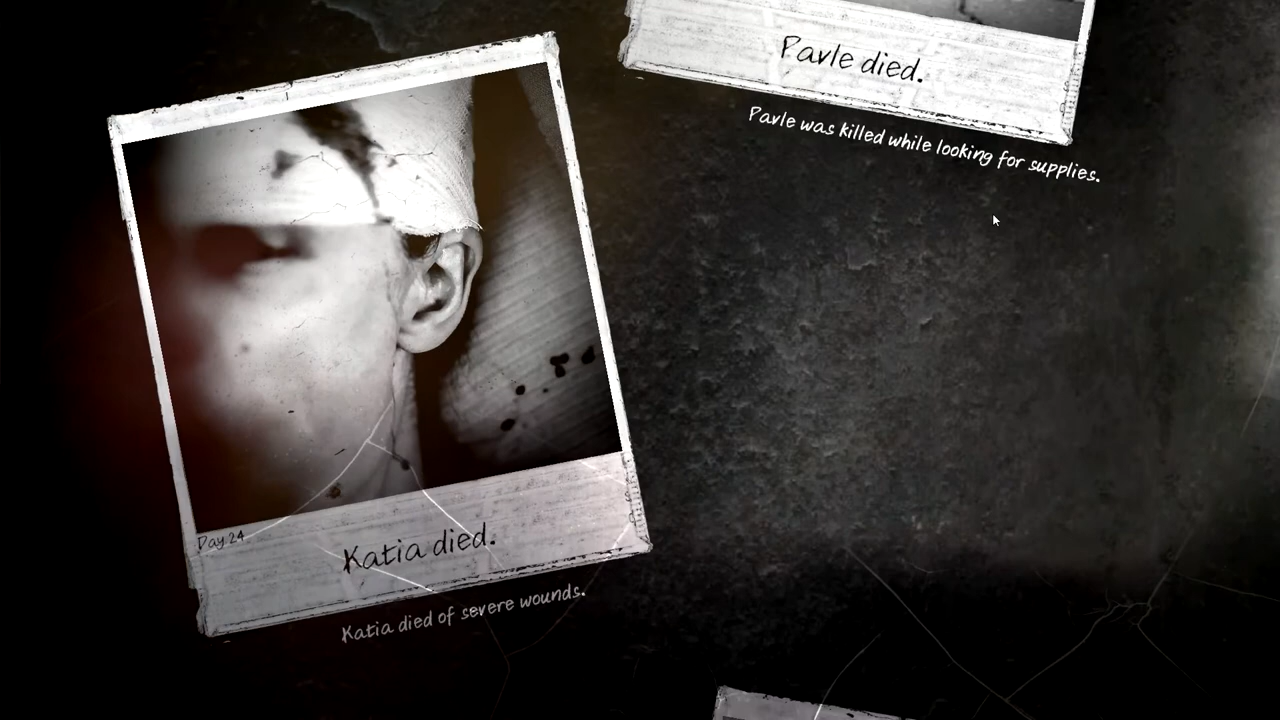 Pavle died.
Pavle was killed while looking for supplies.
Day 24
Katia died.
Katia died of severe wounds.